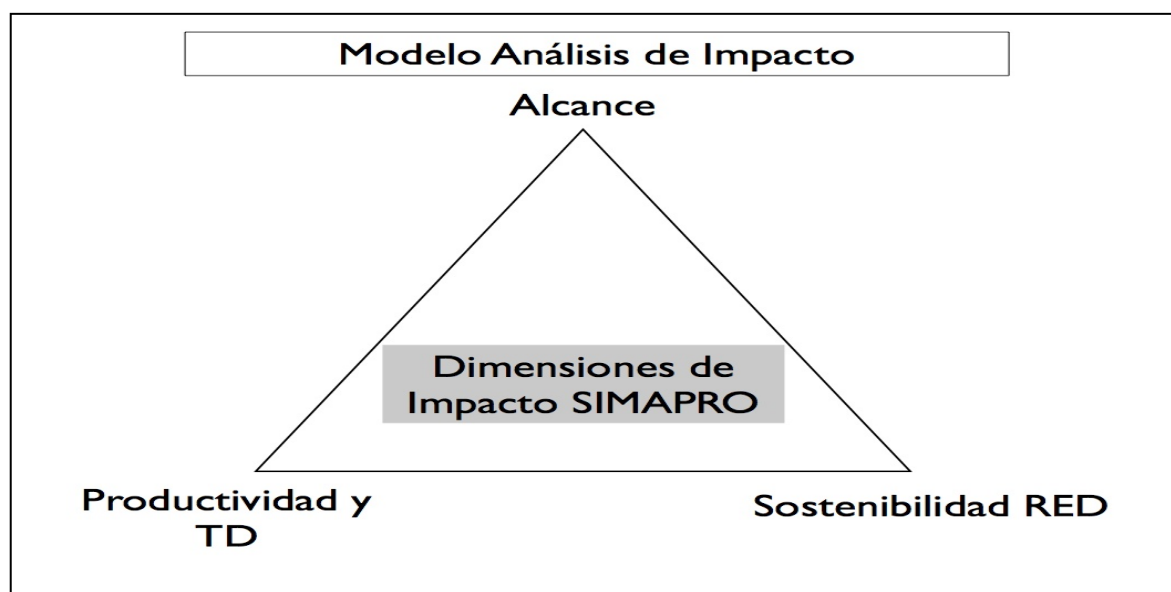 Modelo Análisis de Impacto
Alcance
Dimensiones de
Impacto SIMAPRO
Productividad y
TD
Sostenibilidad RED